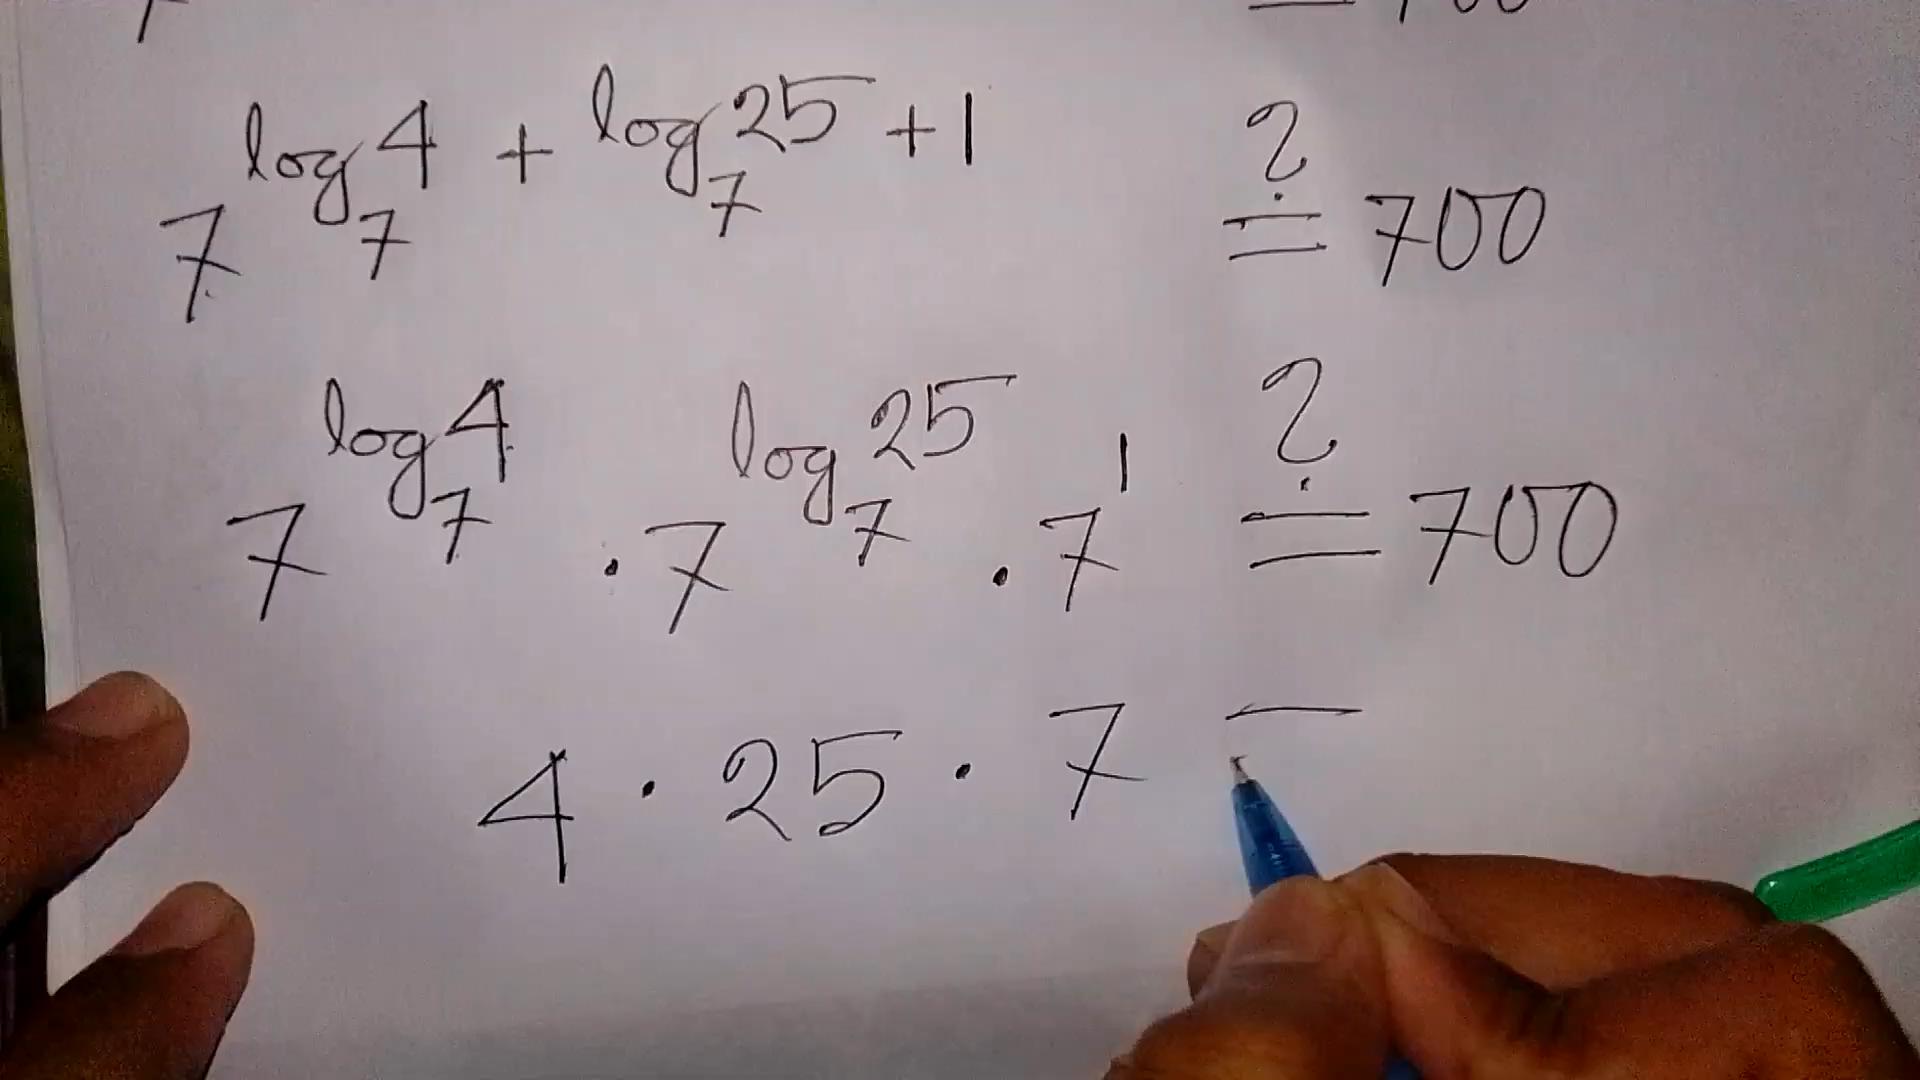 7^(log_7 4 + log_7 25 + 1) ≟ 700
7^(log_7 4) · 7^(log_7 25) · 7^1 ≟ 700
4 · 25 · 7